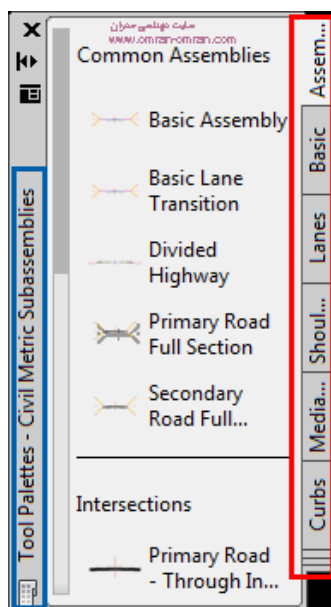 سایت مهندسی عمران
www.omran-omran.com
Common Assemblies
Basic Assembly
Basic Lane
Transition
Divided
Highway
Primary Road
Full Section
Secondary
Road Full...
Intersections
Primary Road
- Through In...
Tool Palettes - Civil Metric Subassemblies
Assem...
Basic
Lanes
Shoul...
Media...
Curbs